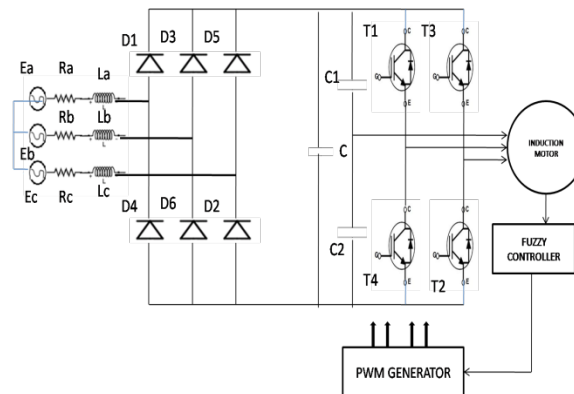 D1 D3 D5
T1 T3
Ea Ra La
C1
Rb Lb
Eb
Ec Rc Lc
C
INDUCTION
MOTOR
D4 D6 D2
C2
T4 T2
FUZZY
CONTROLLER
PWM GENERATOR